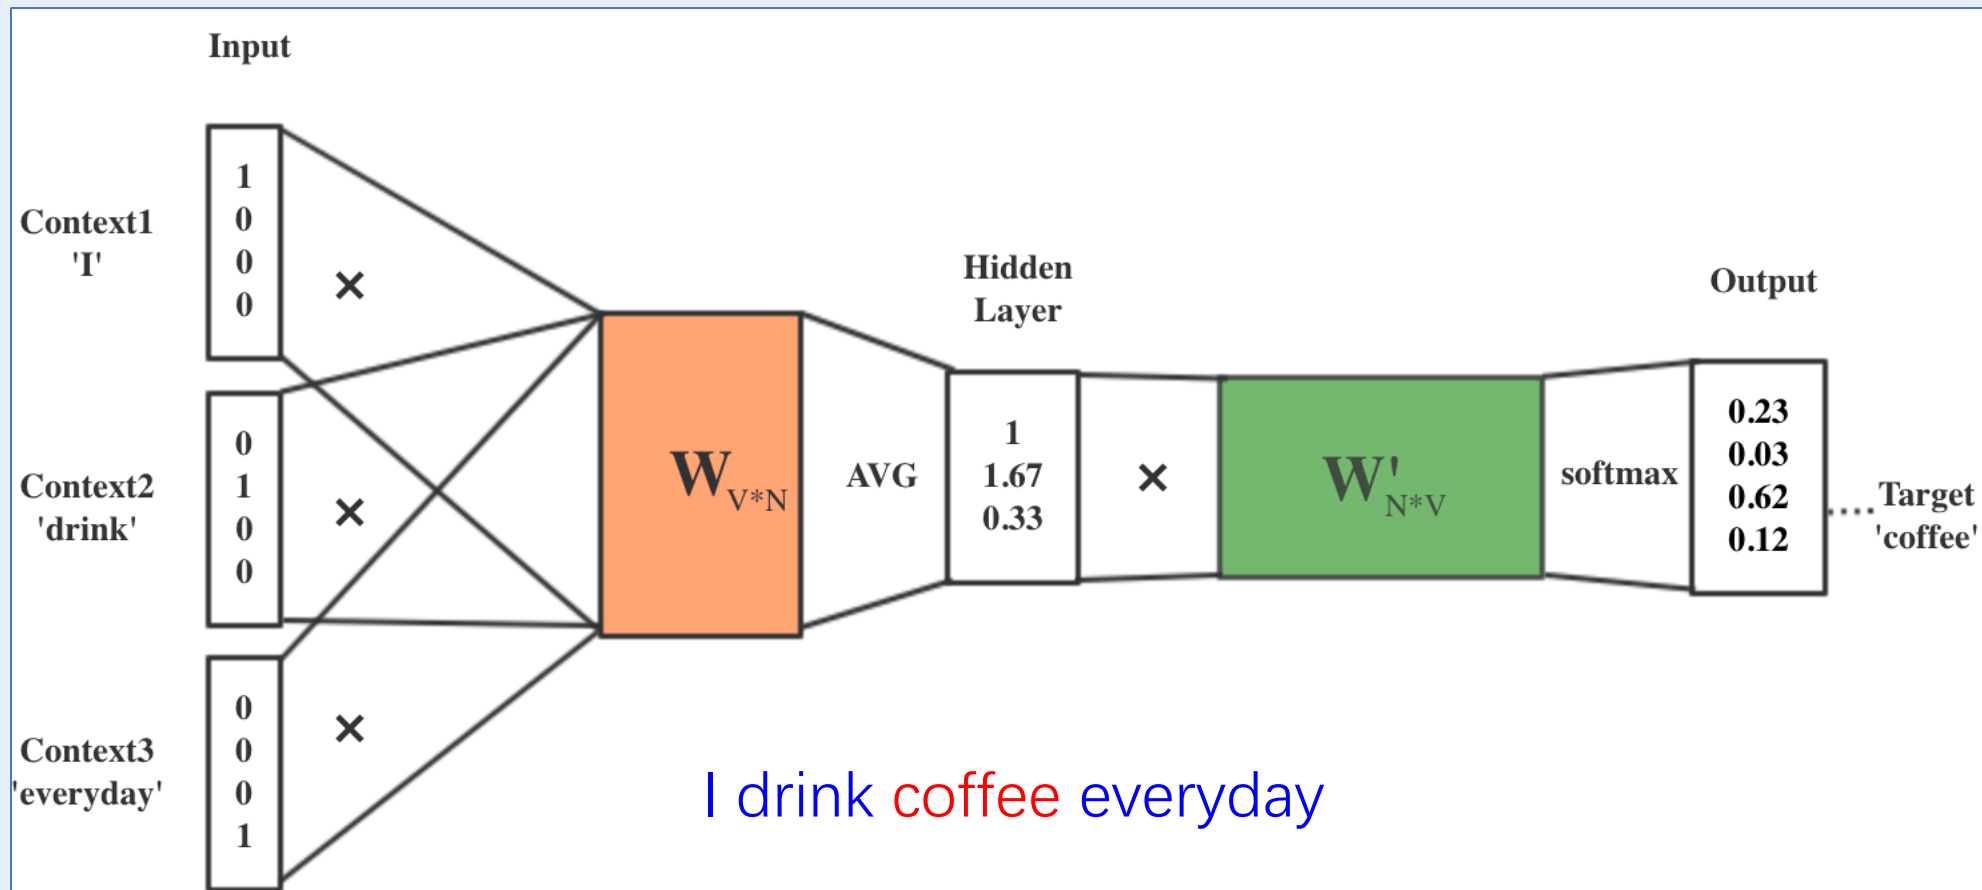 Input
Context1
'I'
1
0
0
0
×
Context2
'drink'
0
1
0
0
×
Context3
'everyday'
0
0
0
1
×
W V*N
AVG
Hidden
Layer
1
1.67
0.33
×
W' N*V
softmax
Output
0.23
0.03
0.62
0.12
Target
'coffee'
I drink coffee everyday